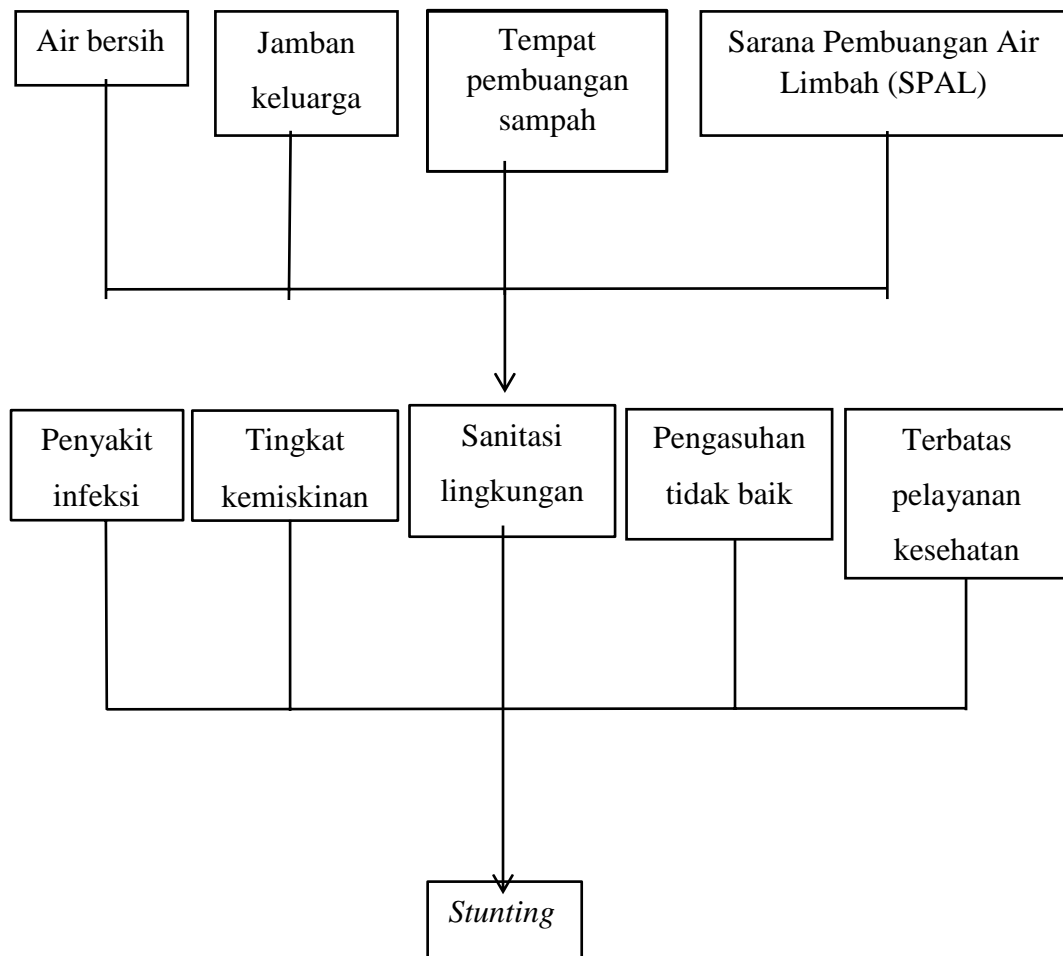 Air bersih
Jamban
keluarga
Tempat
pembuangan
sampah
Sarana Pembuangan Air
Limbah (SPAL)
Penyakit
infeksi
Tingkat
kemiskinan
Sanitasi
lingkungan
Pengasuhan
tidak baik
Terbatas
pelayanan
kesehatan
Stunting